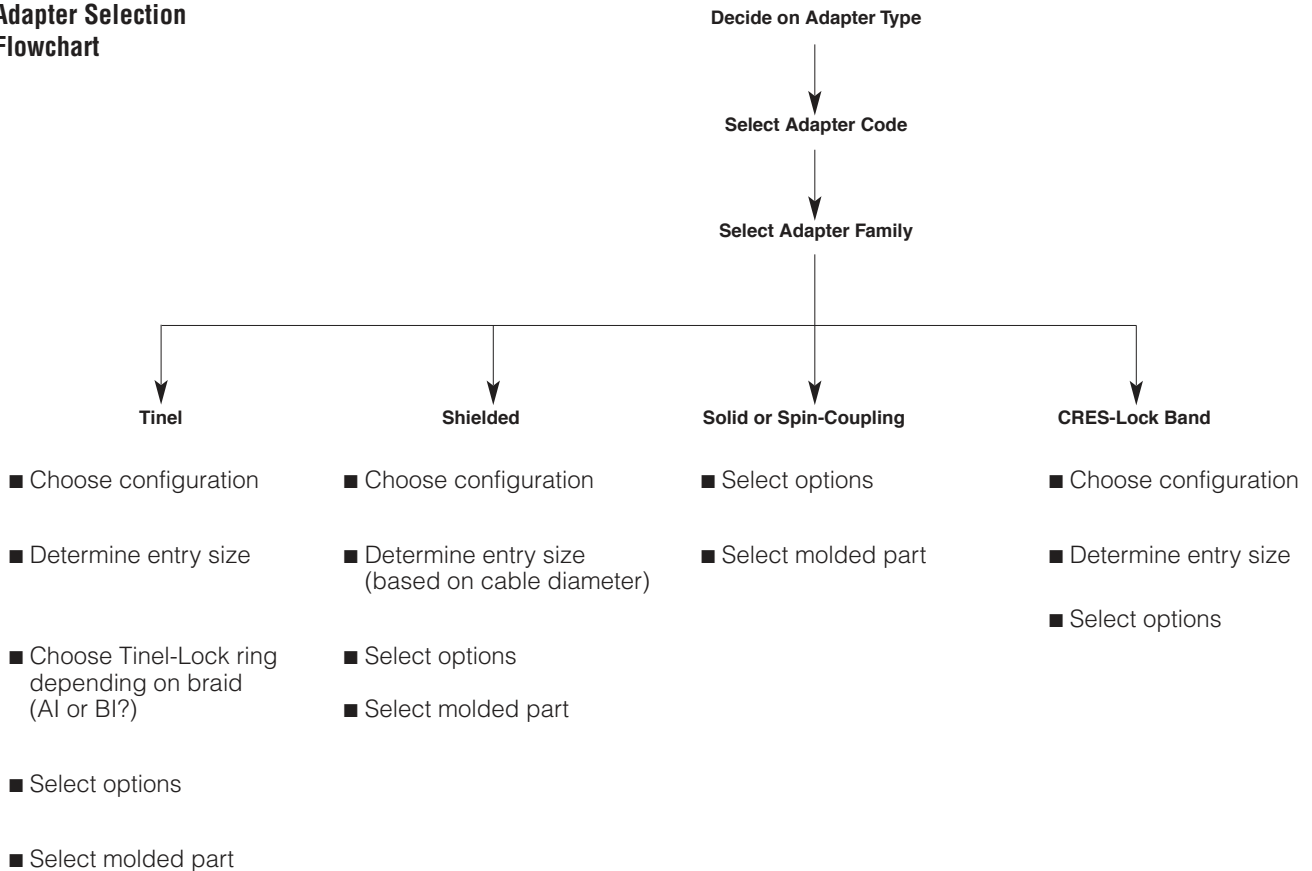 Adapter Selection
Flowchart
Decide on Adapter Type
Select Adapter Code
Select Adapter Family
Tinel
■ Choose configuration
■ Determine entry size
■ Choose Tinel-Lock ring
depending on braid
(AI or BI?)
■ Select options
■ Select molded part
Shielded
■ Choose configuration
■ Determine entry size
(based on cable diameter)
■ Select options
■ Select molded part
Solid or Spin-Coupling
■ Select options
■ Select molded part
CRES-Lock Band
■ Choose configuration
■ Determine entry size
■ Select options